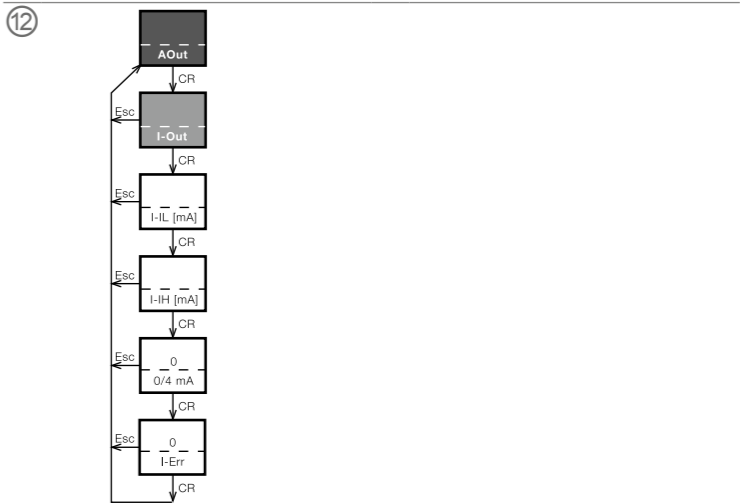 12
AOut
CR
Esc
I-Out
CR
Esc
I-IL [mA]
CR
Esc
I-IH [mA]
CR
Esc
0
0/4 mA
CR
Esc
0
I-Err
CR